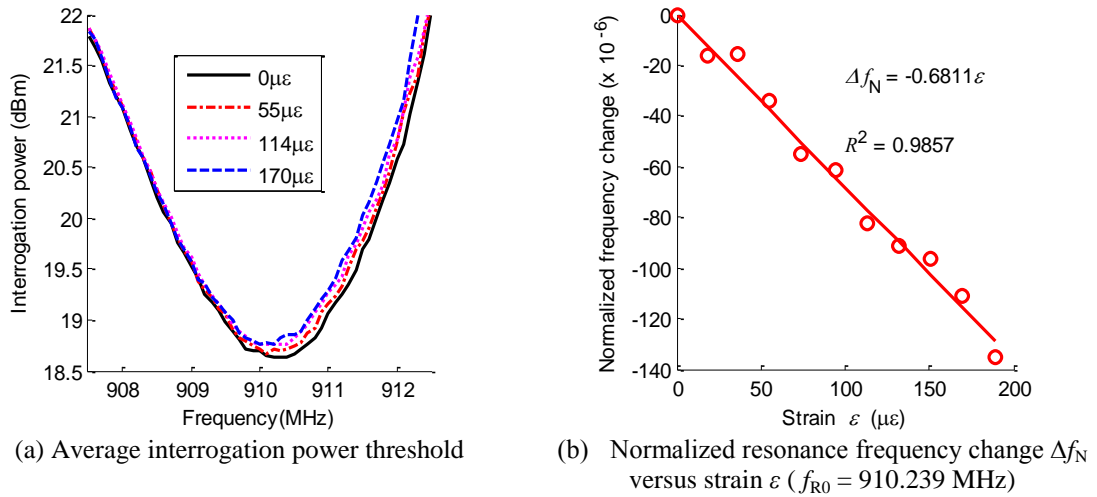 22
21.5
21
20.5
20
19.5
19
18.5
Interrogation power (dBm)
0με
55με
114με
170με
908 909 910 911 912
Frequency(MHz)
(a) Average interrogation power threshold
0
-20
-40
-60
-80
-100
-120
-140
Normalized frequency change (x 10⁻⁶)
Δf_N = -0.6811ε
R² = 0.9857
0 50 100 150 200
Strain ε (με)
(b) Normalized resonance frequency change Δf_N
versus strain ε ( f_R0 = 910.239 MHz)